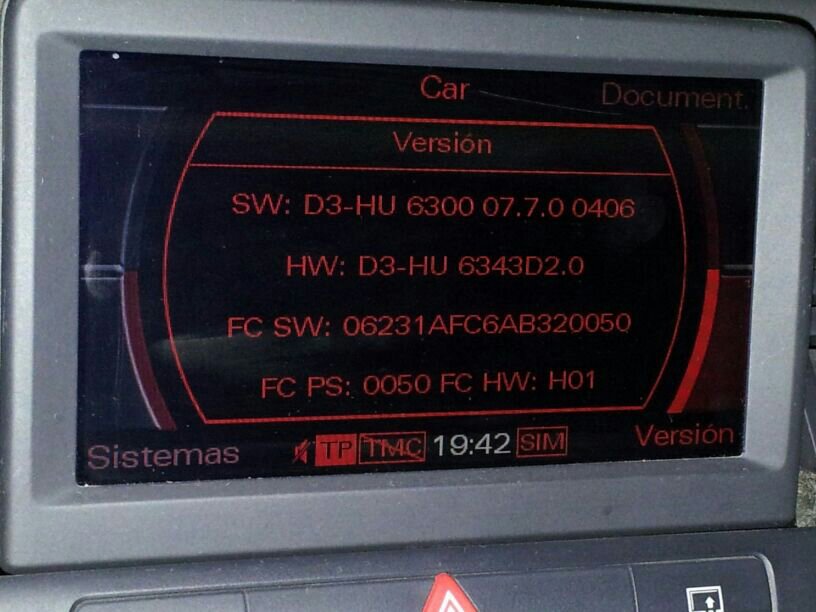 Car
Document.
Versión
SW: D3-HU 6300 07.7.0 0406
HW: D3-HU 6343D2.0
FC SW: 06231AFC6AB320050
FC PS: 0050 FC HW: H01
Sistemas
TP TMC 19:42 SIM
Versión